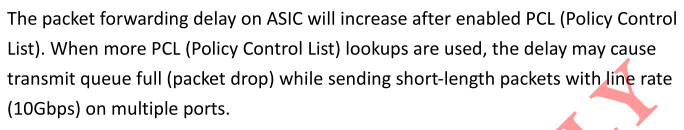 The packet forwarding delay on ASIC will increase after enabled PCL (Policy Control
List). When more PCL (Policy Control List) lookups are used, the delay may cause
transmit queue full (packet drop) while sending short-length packets with line rate
(10Gbps) on multiple ports.
LY